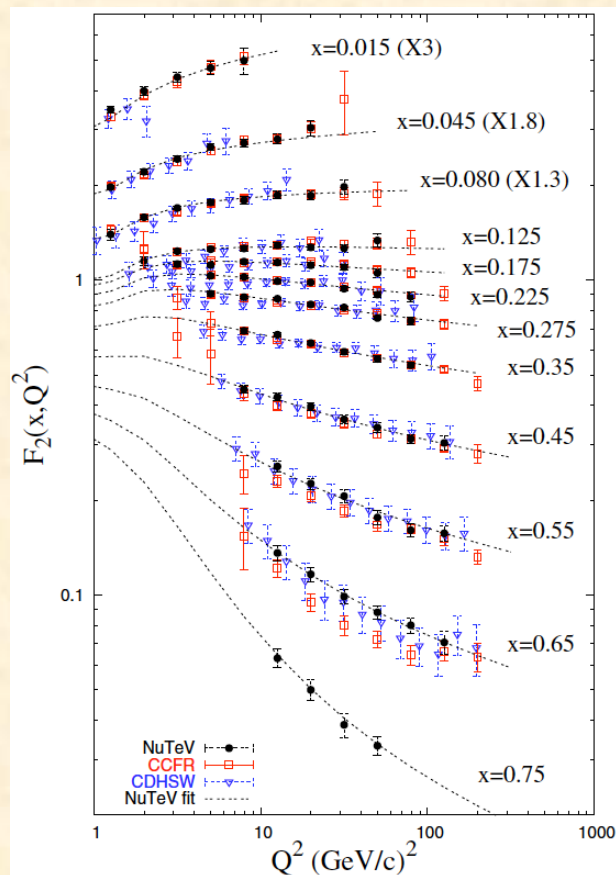 x=0.015 (X3)
x=0.045 (X1.8)
x=0.080 (X1.3)
x=0.125
x=0.175
x=0.225
x=0.275
x=0.35
x=0.45
x=0.55
x=0.65
x=0.75
1
0.1
F2(x,Q2)
NuTeV
CCFR
CDHSW
NuTeV fit
1
10
100
1000
Q2 (GeV/c)2